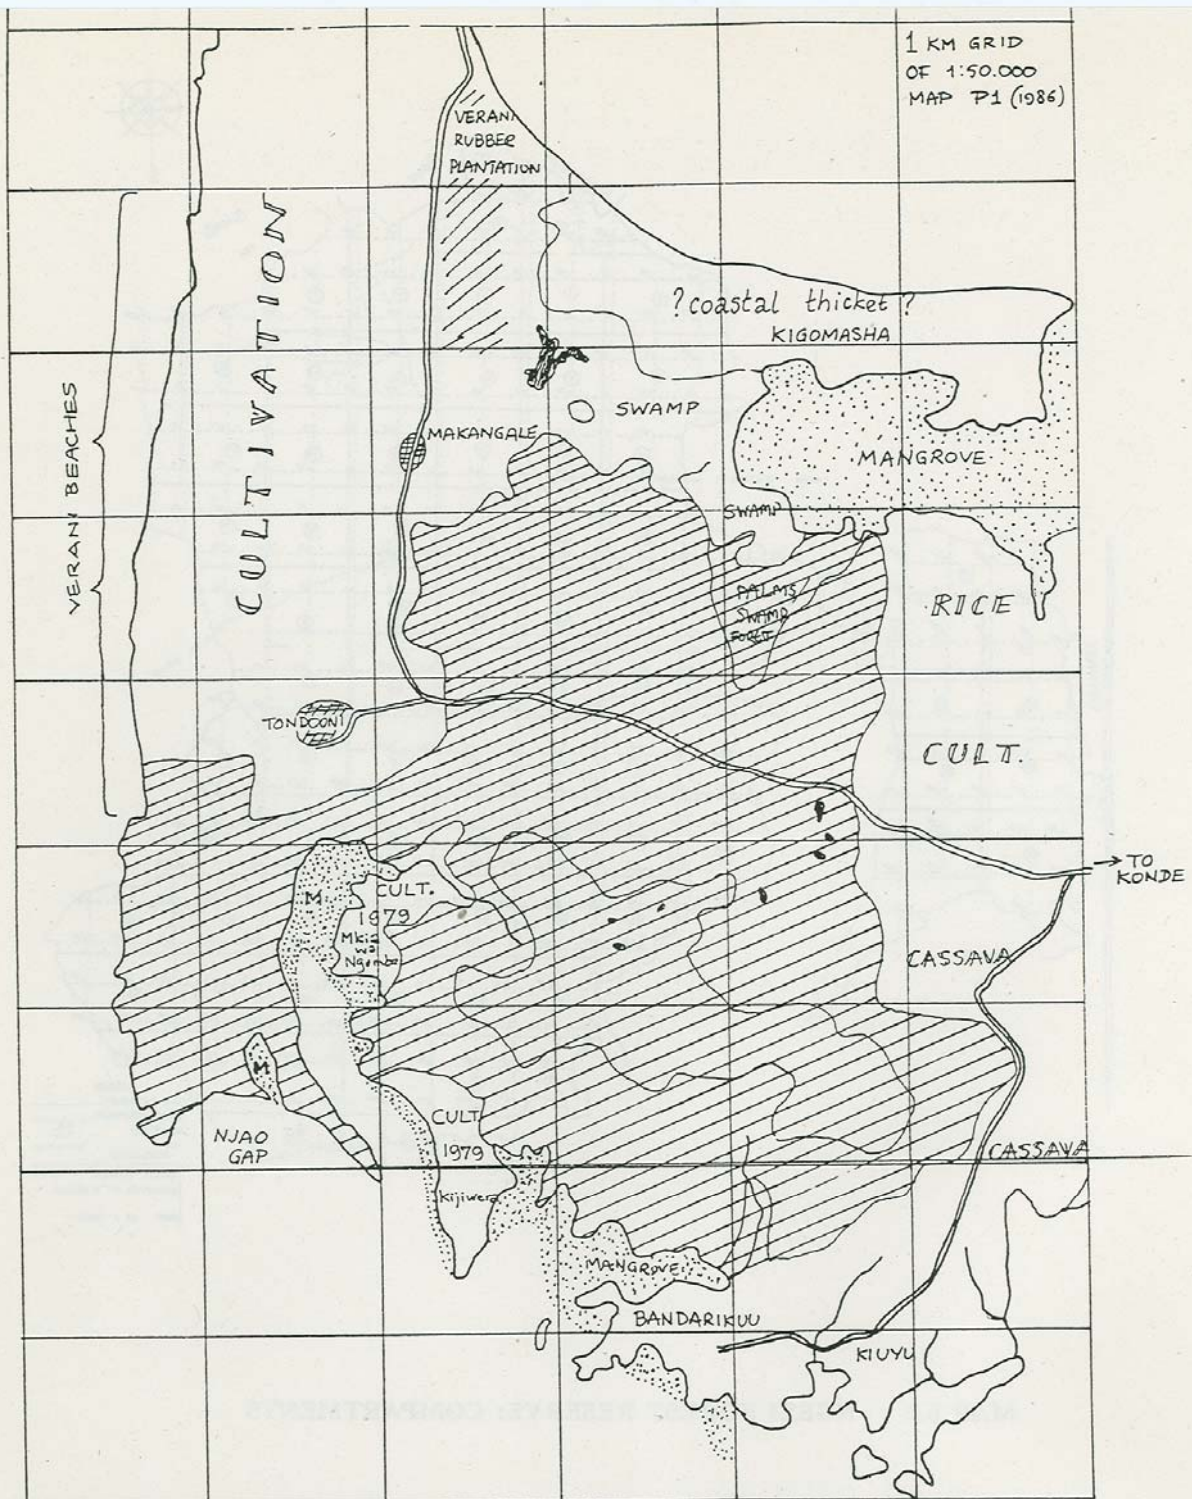 1 KM GRID
OF 1:50.000
MAP P1 (1986)
VERANI
RUBBER
PLANTATION
CULTIVATION
VERANI BEACHES
?coastal thicket?
KIGOMASHA
SWAMP
MAKANGALE
MANGROVE
SWAMP
PALMS
SWAMP
FOREST
RICE
TONDOONI
CULT.
→ TO
KONDE
M
CULT.
1979
Mkia
wa
Ngombe
CASSAVA
M
NJAO
GAP
CULT
1979
Kijiwera
CASSAVA
MANGROVE
BANDARIKUU
KIUYU